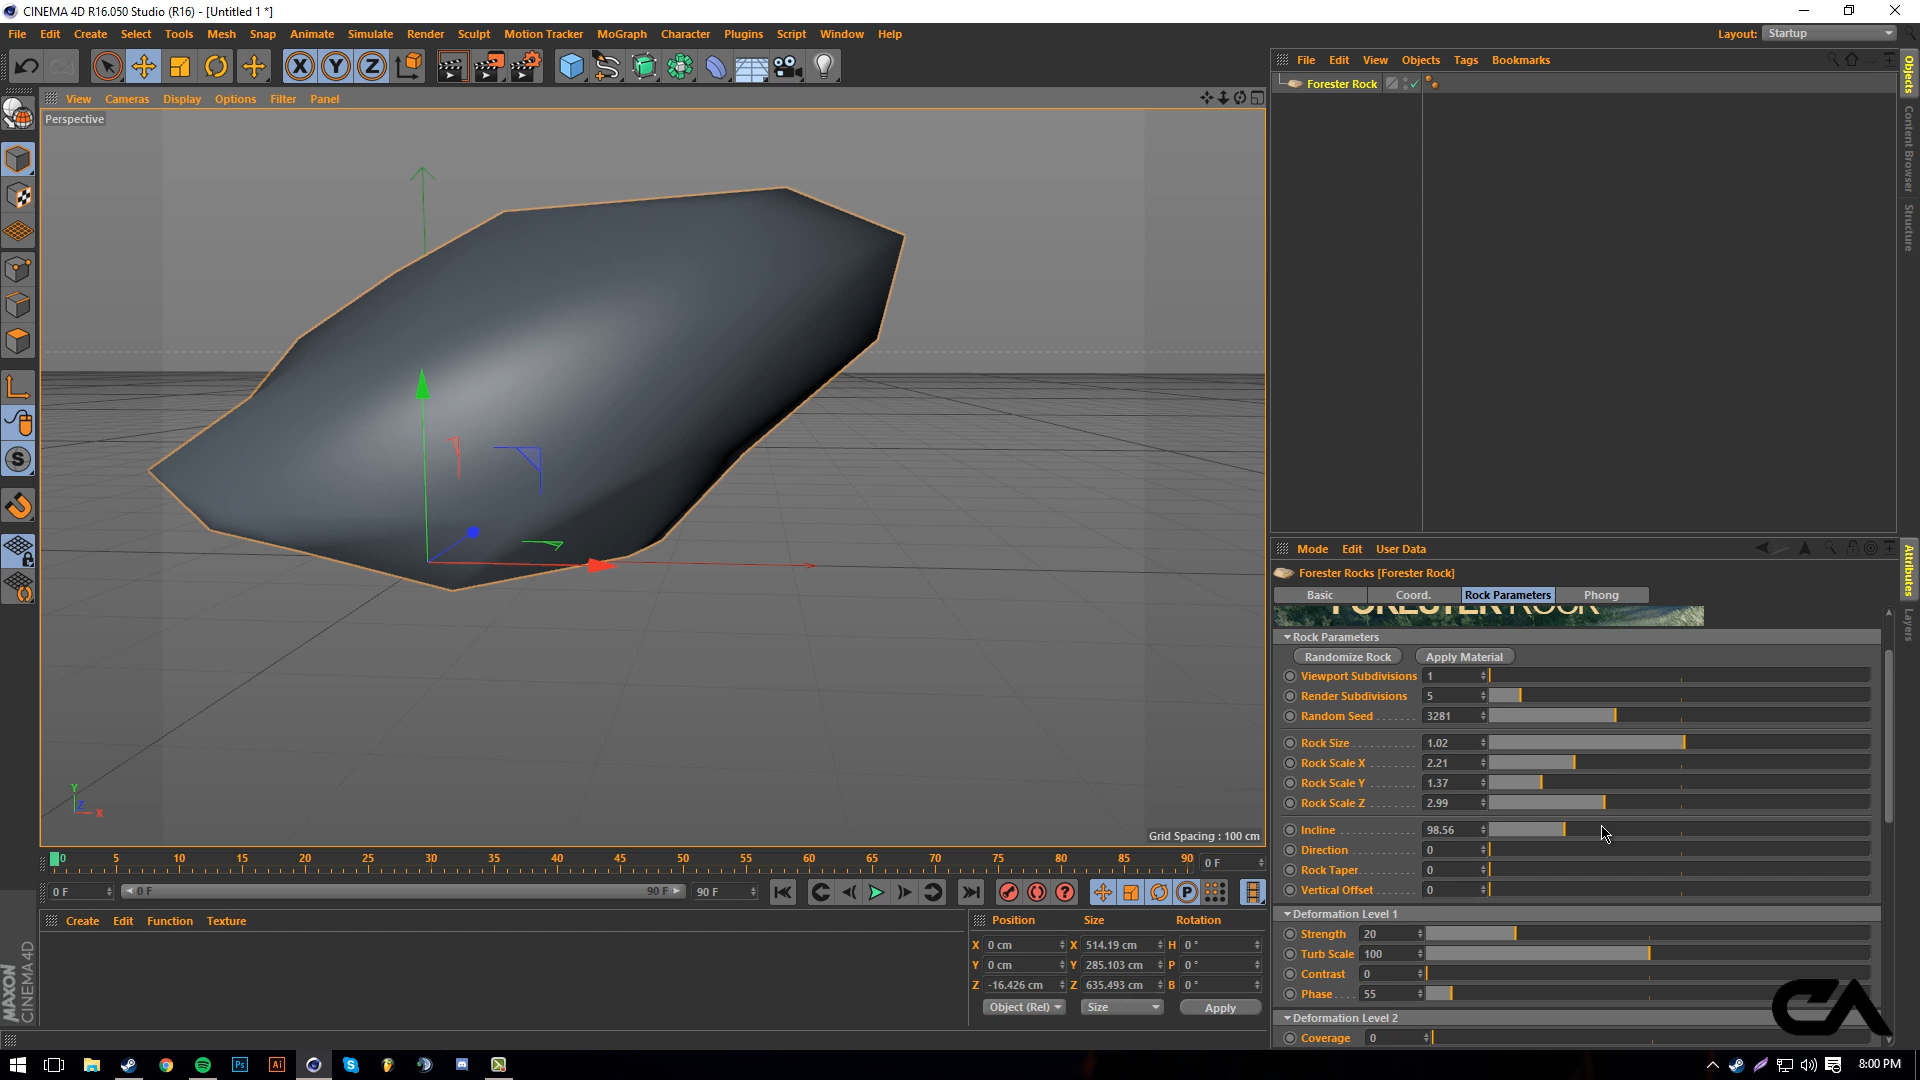 CINEMA 4D R16.050 Studio (R16) - [Untitled 1 *]
File Edit Create Select Tools Mesh Snap Animate Simulate Render Sculpt Motion Tracker MoGraph Character Plugins Script Window Help
Layout: Startup
File Edit View Objects Tags Bookmarks
Forester Rock
View Cameras Display Options Filter Panel
Perspective
Objects
Content Browser
Structure
Y
Z X
Grid Spacing : 100 cm
0 5 10 15 20 25 30 35 40 45 50 55 60 65 70 75 80 85 90 0 F
0 F 0 F 90 F 90 F
Create Edit Function Texture
MAXON
CINEMA 4D
Position Size Rotation
X 0 cm X 514.19 cm H 0 °
Y 0 cm Y 285.103 cm P 0 °
Z -16.426 cm Z 635.493 cm B 0 °
Object (Rel) Size Apply
Mode Edit User Data
Attributes
Layers
Forester Rocks [Forester Rock]
Basic Coord. Rock Parameters Phong
FORESTER ROCK
Rock Parameters
Randomize Rock Apply Material
Viewport Subdivisions 1
Render Subdivisions 5
Random Seed . . . . . . . 3281
Rock Size . . . . . . . . . . 1.02
Rock Scale X . . . . . . . . 2.21
Rock Scale Y . . . . . . . . 1.37
Rock Scale Z . . . . . . . . 2.99
Incline . . . . . . . . . . . . 98.56
Direction . . . . . . . . . . 0
Rock Taper. . . . . . . . . 0
Vertical Offset . . . . . . . 0
Deformation Level 1
Strength 20
Turb Scale 100
Contrast 0
Phase . . . . 55
Deformation Level 2
Coverage 0
CA
8:00 PM